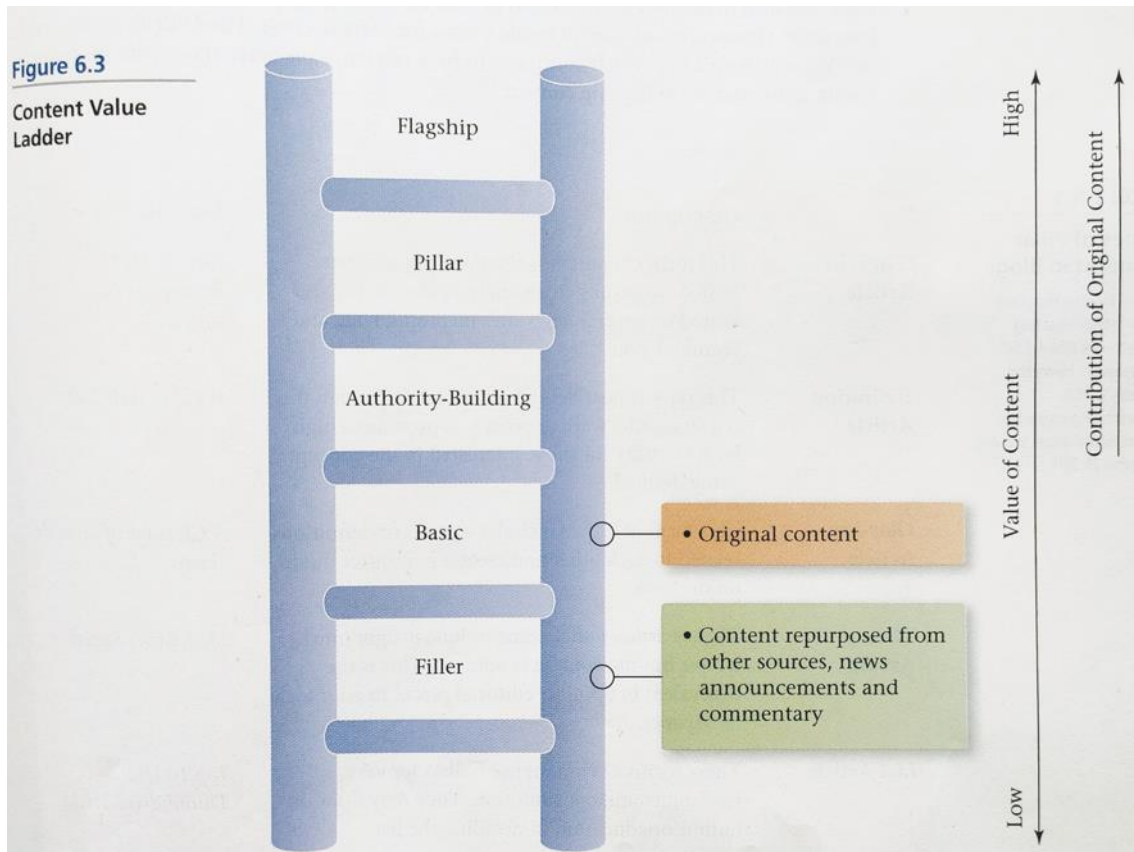 Figure 6.3
Content Value
Ladder
Flagship
Pillar
Authority-Building
Basic
Filler
• Original content
• Content repurposed from
other sources, news
announcements and
commentary
High
Value of Content
Low
Contribution of Original Content